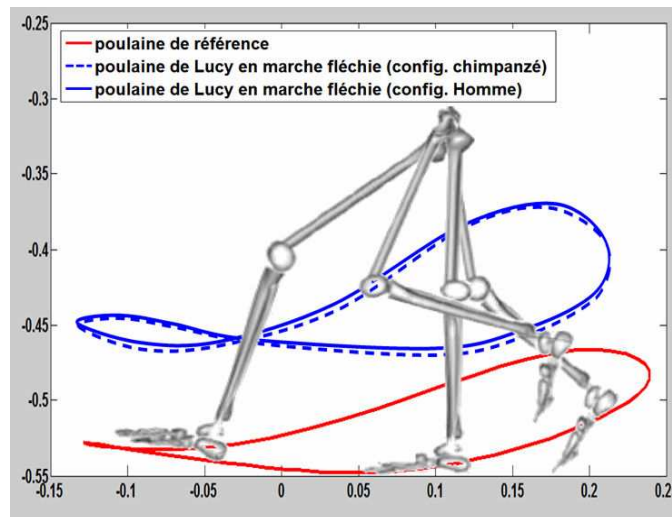 -0.25
poulaine de référence
poulaine de Lucy en marche fléchie (config. chimpanzé)
poulaine de Lucy en marche fléchie (config. Homme)
-0.3
-0.35
-0.4
-0.45
-0.5
-0.55
-0.15 -0.1 -0.05 0 0.05 0.1 0.15 0.2 0.2